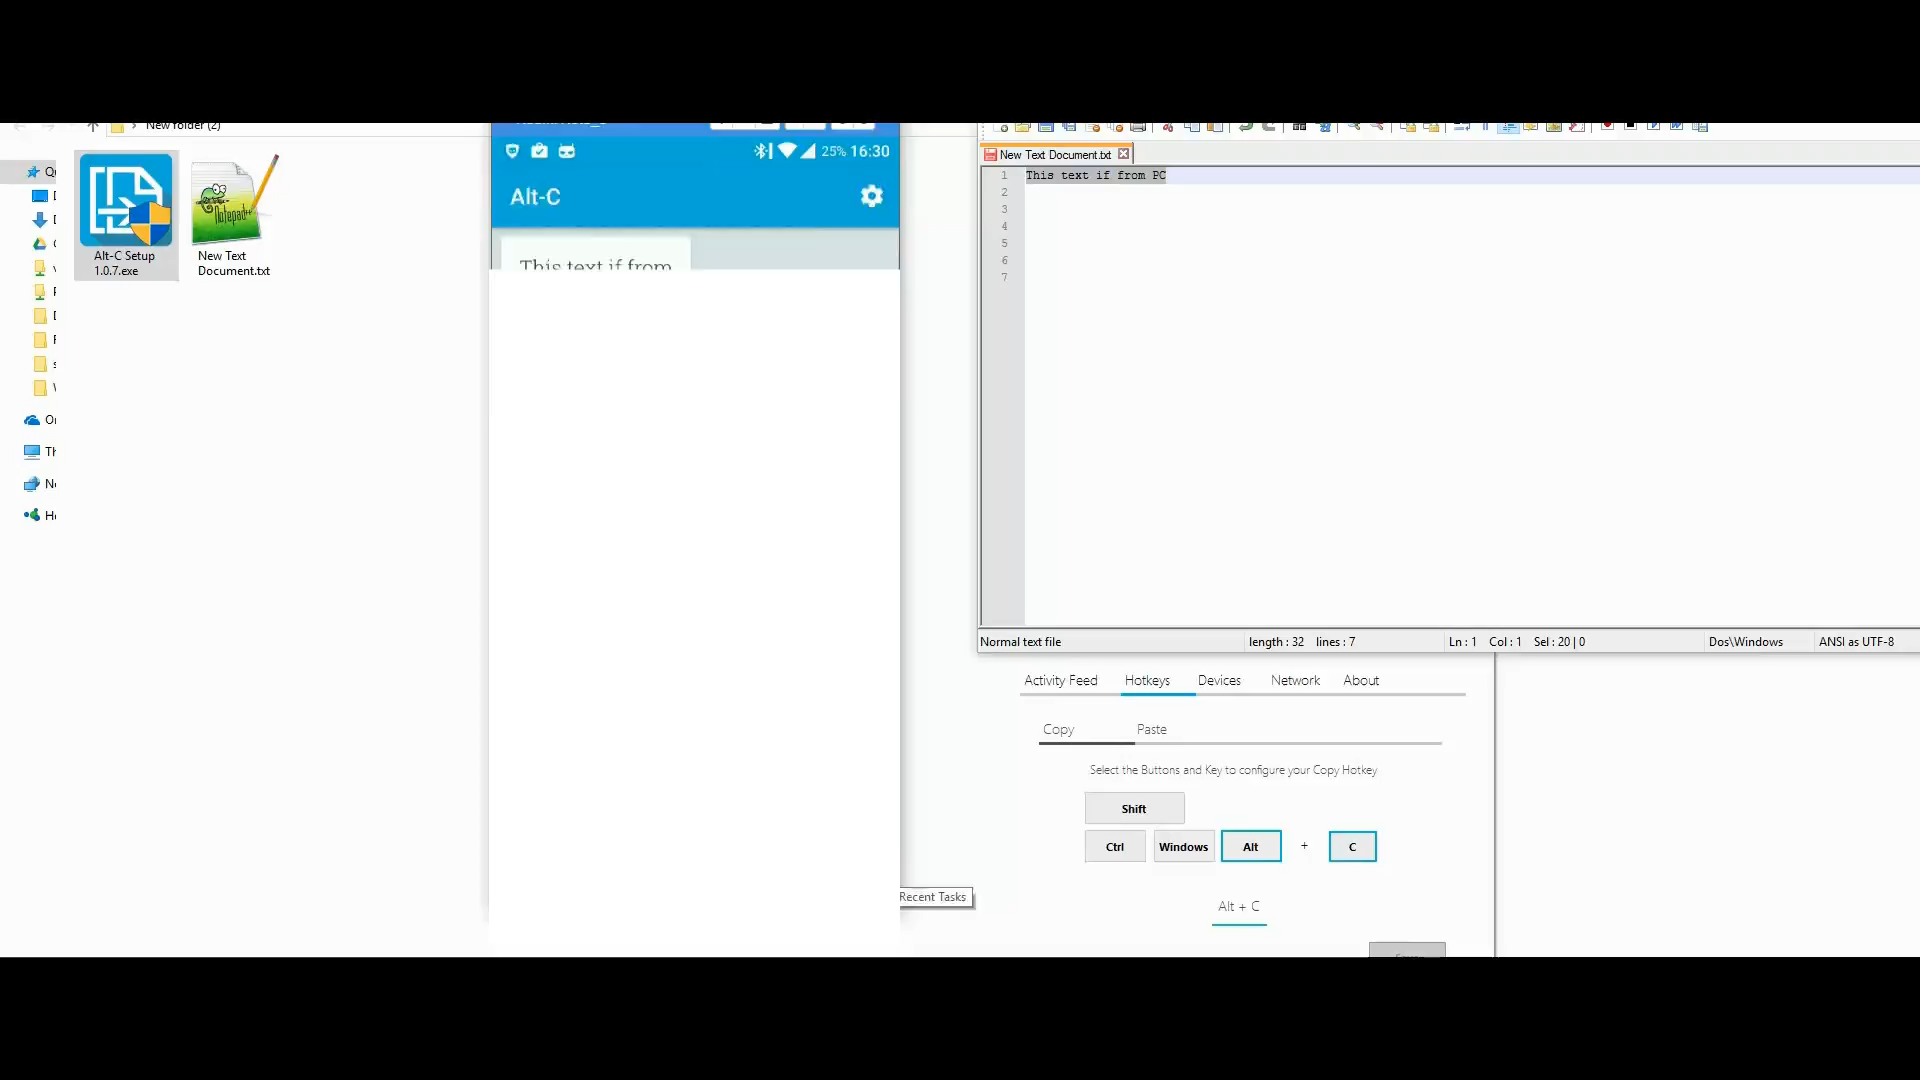 New folder (2)
Alt-C Setup
1.0.7.exe
New Text
Document.txt
25% 16:30
Alt-C
This text if from
Recent Tasks
New Text Document.txt
1 This text if from PC
2
3
4
5
6
7
Normal text file length : 32 lines : 7 Ln : 1 Col : 1 Sel : 20 | 0 Dos\Windows ANSI as UTF-8
Activity Feed Hotkeys Devices Network About
Copy Paste
Select the Buttons and Key to configure your Copy Hotkey
Shift
Ctrl Windows Alt + C
Alt + C